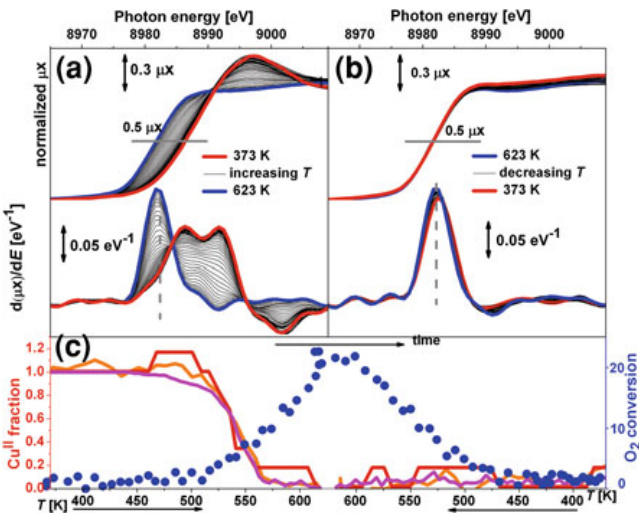 Photon energy [eV] Photon energy [eV]
8970 8980 8990 9000 8970 8980 8990 9000
(a) 0.3 μx (b) 0.3 μx
normalized μx
0.5 μx 0.5 μx
373 K 623 K
increasing T decreasing T
623 K 373 K
d(μx)/dE [eV⁻¹]
0.05 eV⁻¹ 0.05 eV⁻¹
(c) time
Cu^II fraction
1.2
1.0
0.8
0.6
0.4
0.2
0.0
20
10
0
O₂ conversion
T [K] 400 450 500 550 600 600 550 500 450 400 T [K]